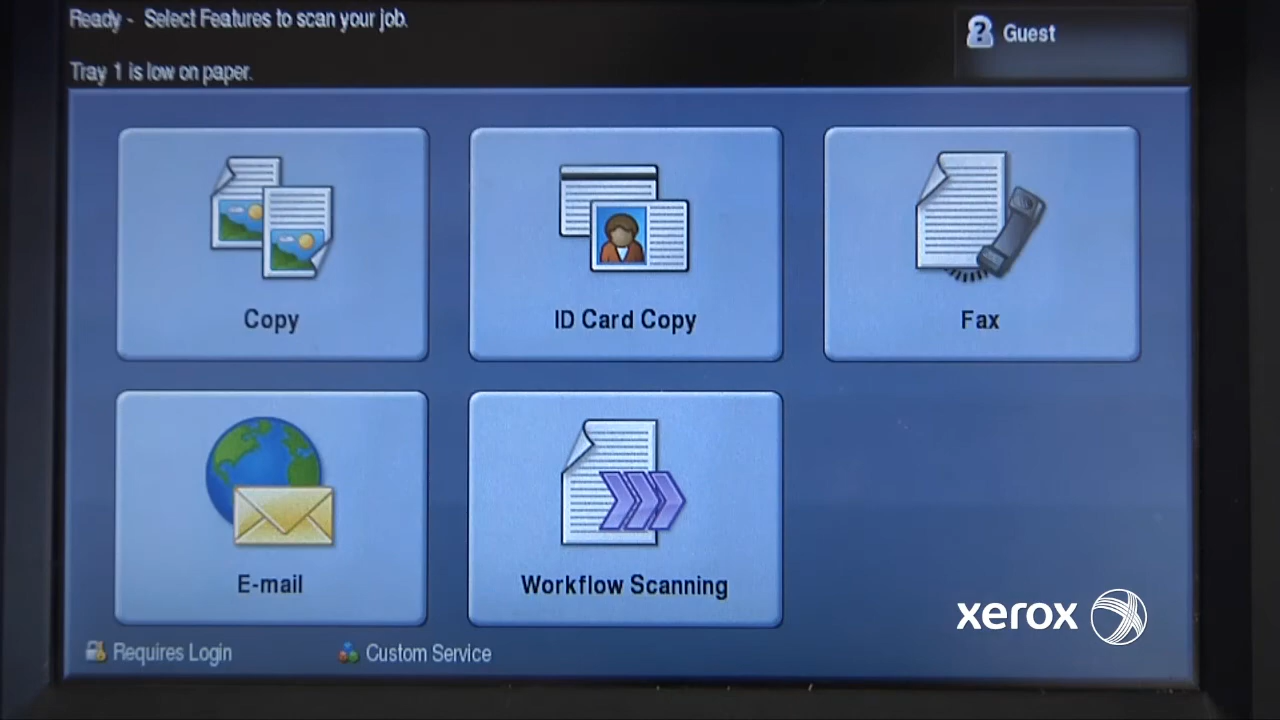 Ready - Select Features to scan your job.
Guest
Tray 1 is low on paper.
Copy
ID Card Copy
Fax
E-mail
Workflow Scanning
xerox
Requires Login
Custom Service